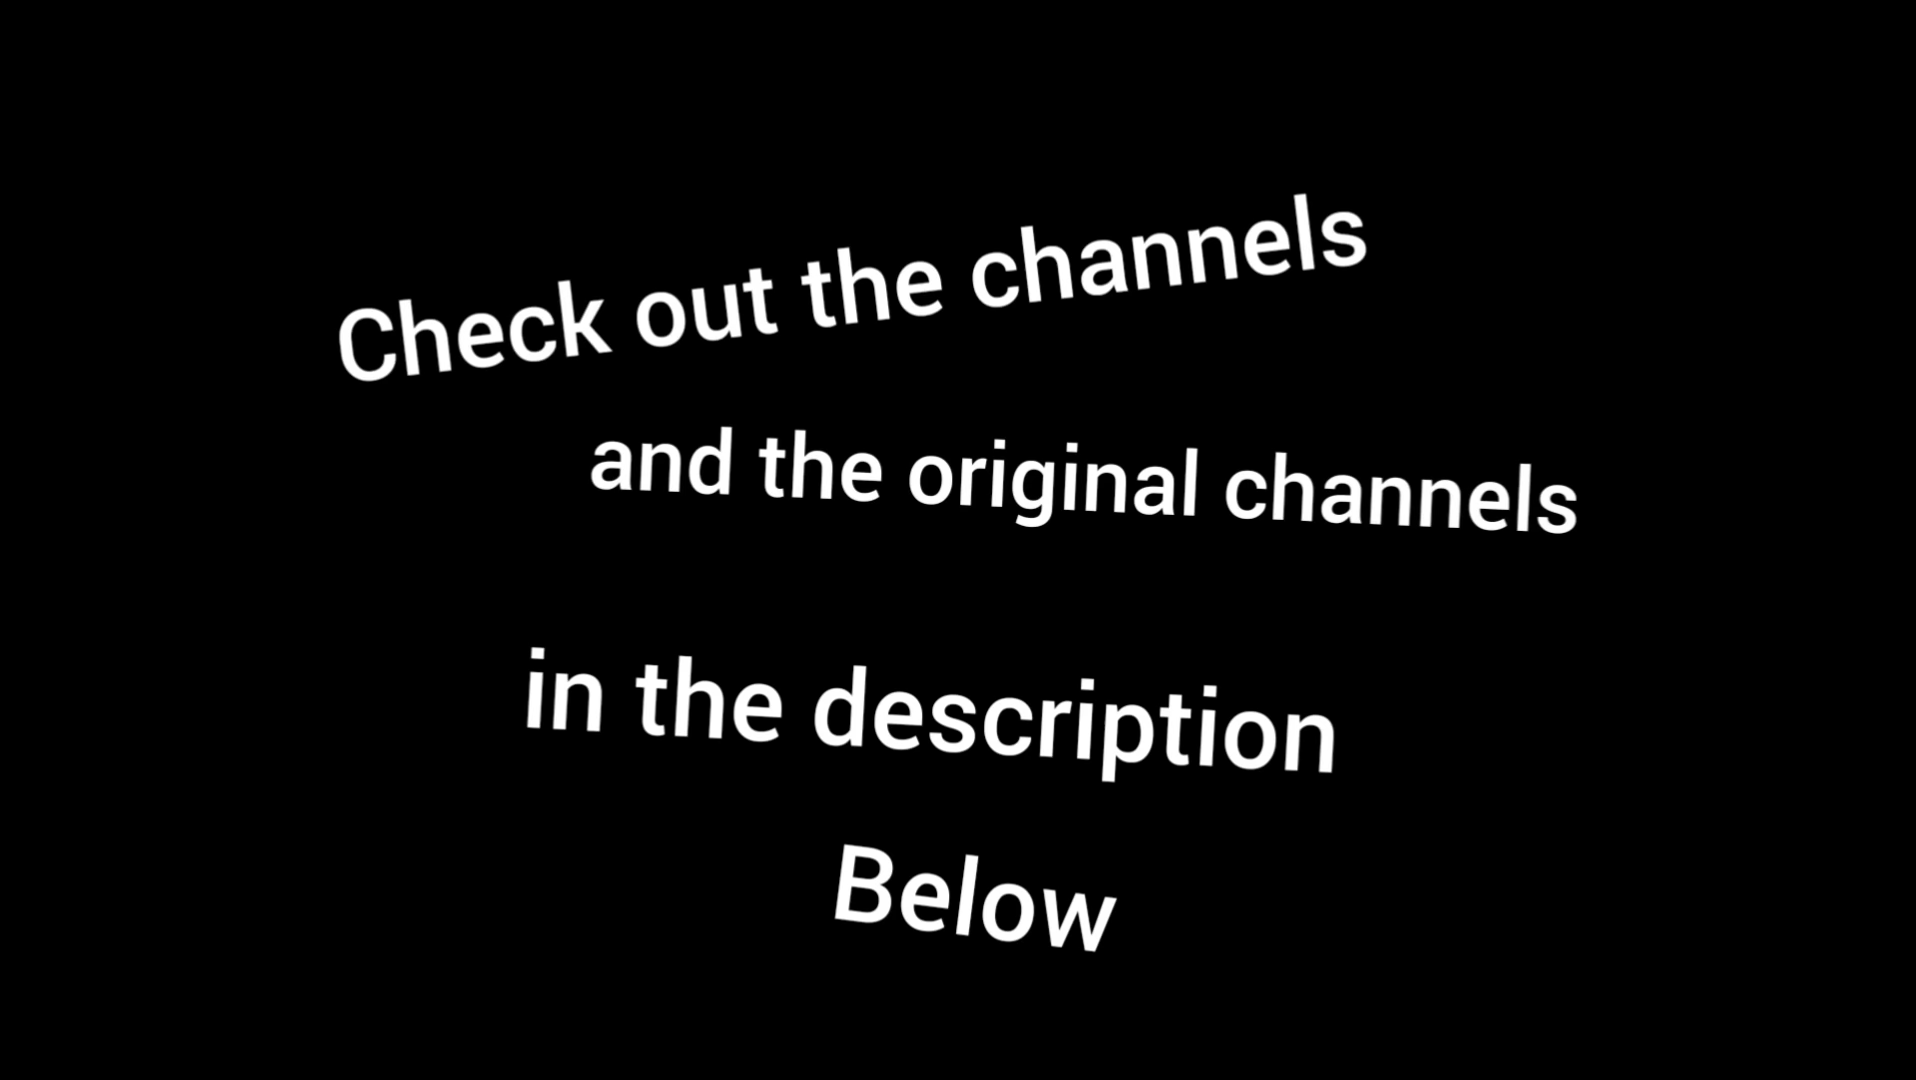 Check out the channels
and the original channels
in the description
Below